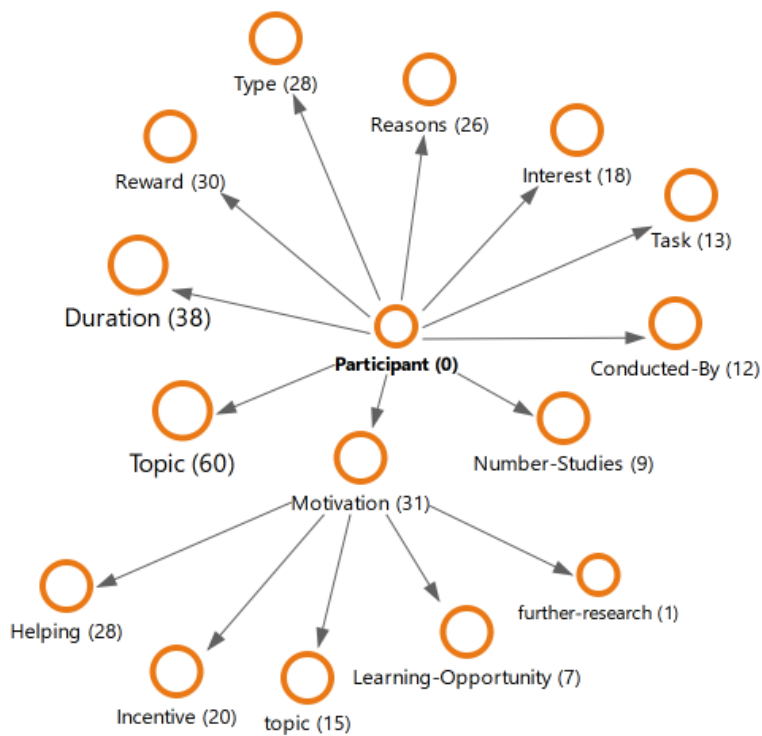 Type (28)
Reasons (26)
Interest (18)
Reward (30)
Task (13)
Duration (38)
Participant (0)
Conducted-By (12)
Topic (60)
Number-Studies (9)
Motivation (31)
further-research (1)
Helping (28)
Learning-Opportunity (7)
Incentive (20)
topic (15)